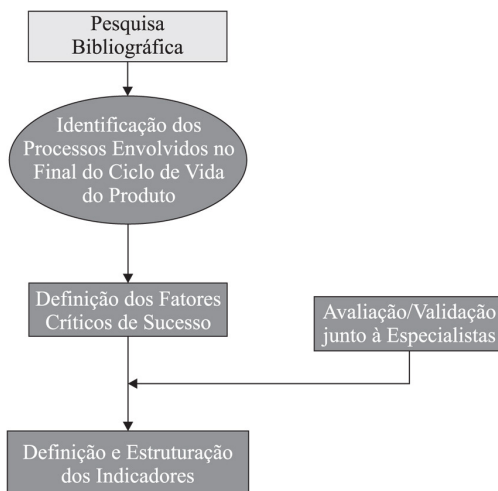 Pesquisa
Bibliográfica
Identificação dos
Processos Envolvidos no
Final do Ciclo de Vida
do Produto
Definição dos Fatores
Críticos de Sucesso
Avaliação/Validação
junto à Especialistas
Definição e Estruturação
dos Indicadores